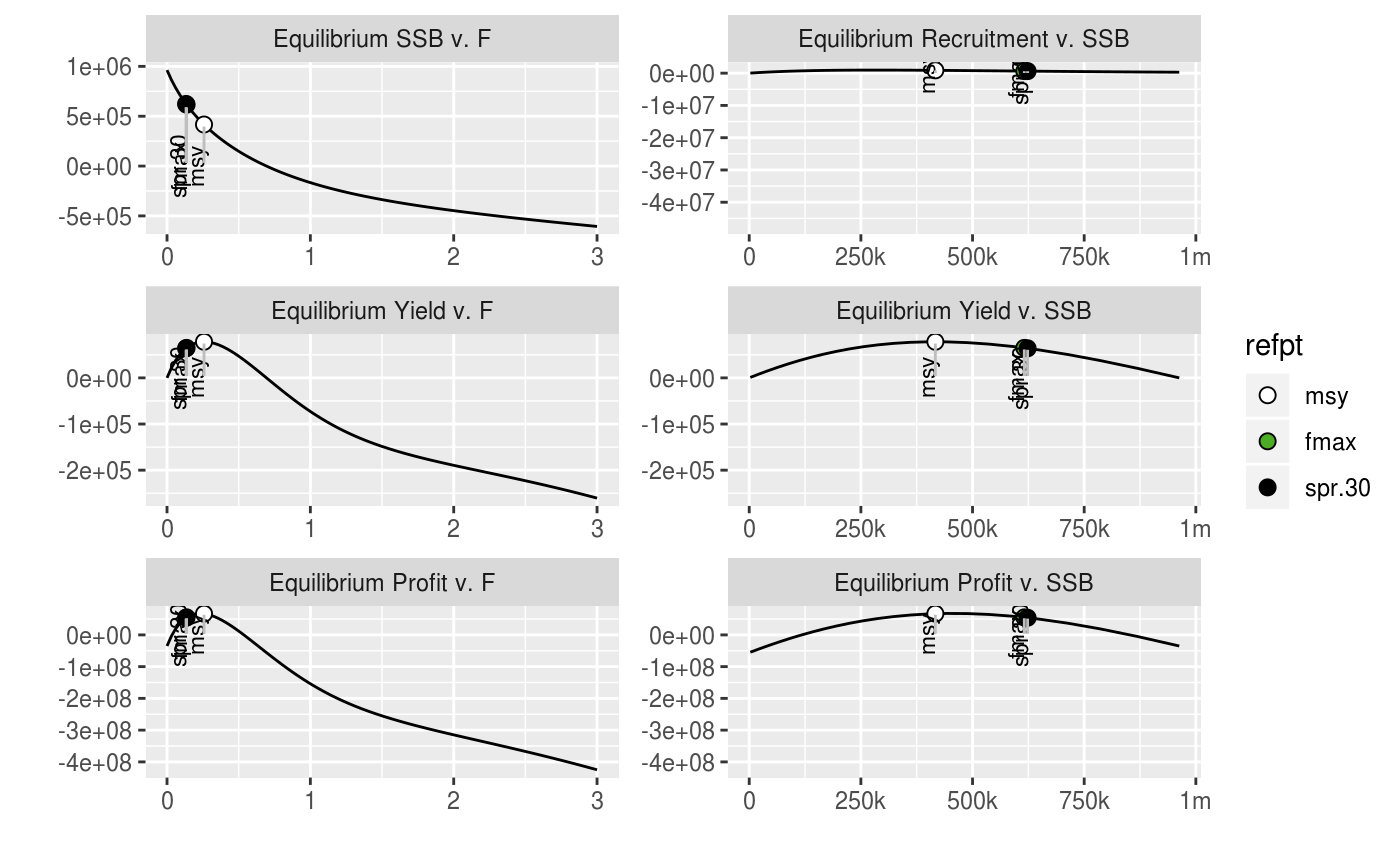 Equilibrium SSB v. F
1e+06
5e+05
0e+00
-5e+05
spr.30
msy
0
1
2
3
Equilibrium Recruitment v. SSB
0e+00
-1e+07
-2e+07
-3e+07
-4e+07
msy
0
250k
500k
750k
1m
Equilibrium Yield v. F
0e+00
-1e+05
-2e+05
msy
0
1
2
3
Equilibrium Yield v. SSB
0e+00
-1e+05
-2e+05
msy
0
250k
500k
750k
1m
Equilibrium Profit v. F
0e+00
-1e+08
-2e+08
-3e+08
-4e+08
msy
0
1
2
3
Equilibrium Profit v. SSB
0e+00
-1e+08
-2e+08
-3e+08
-4e+08
msy
0
250k
500k
750k
1m
refpt
msy
fmax
spr.30